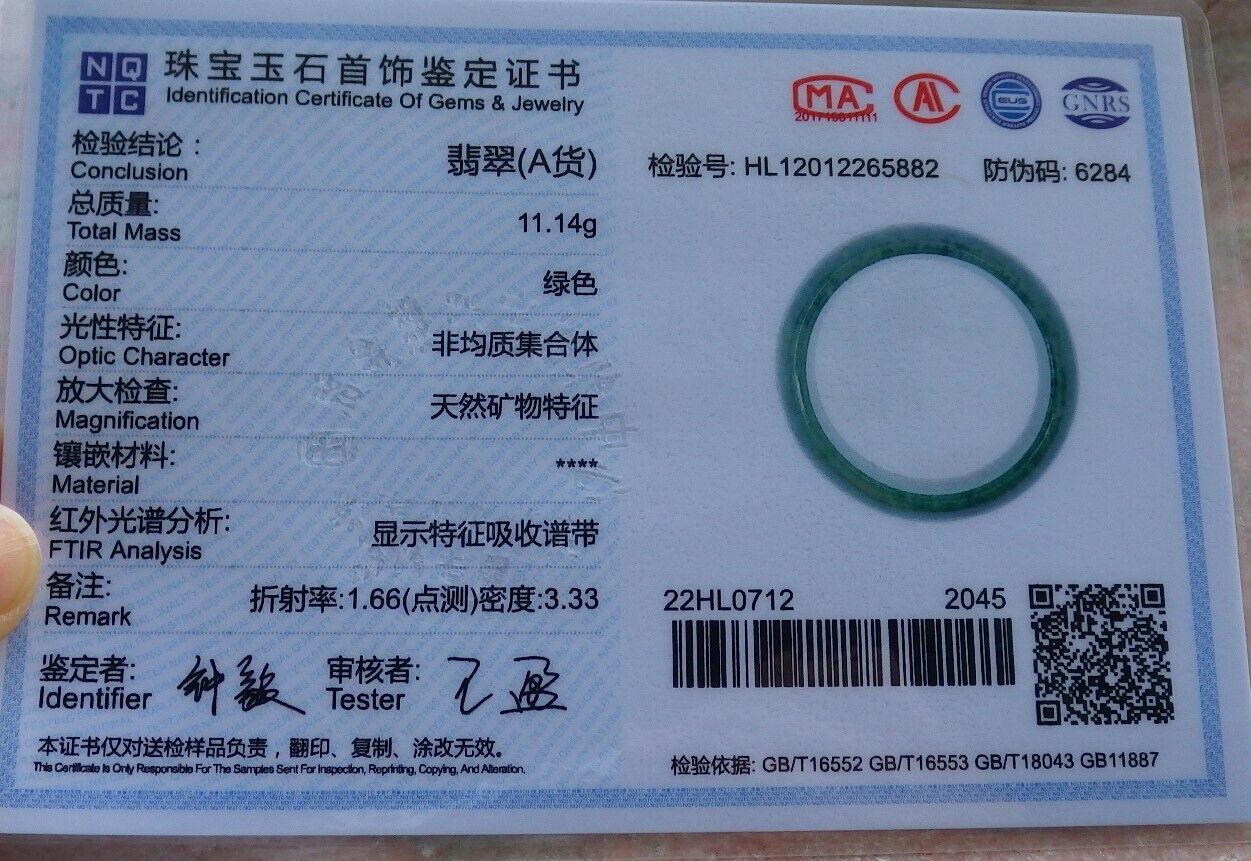 NQTC
珠宝玉石首饰鉴定证书
Identification Certificate Of Gems & Jewelry
检验结论：
Conclusion
翡翠(A货)
总质量:
Total Mass
11.14g
颜色:
Color
绿色
光性特征:
Optic Character
非均质集合体
放大检查:
Magnification
天然矿物特征
镶嵌材料:
Material
****
红外光谱分析:
FTIR Analysis
显示特征吸收谱带
备注:
Remark
折射率:1.66(点测)密度:3.33
鉴定者:
Identifier
审核者:
Tester
本证书仅对送检样品负责，翻印、复制、涂改无效。
This Certificate Is Only Responsible For The Samples Sent For Inspection, Reprinting, Copying, And Alteration.
MA
AL
EUS
GNRS
检验号: HL12012265882
防伪码: 6284
22HL0712
2045
检验依据: GB/T16552 GB/T16553 GB/T18043 GB11887